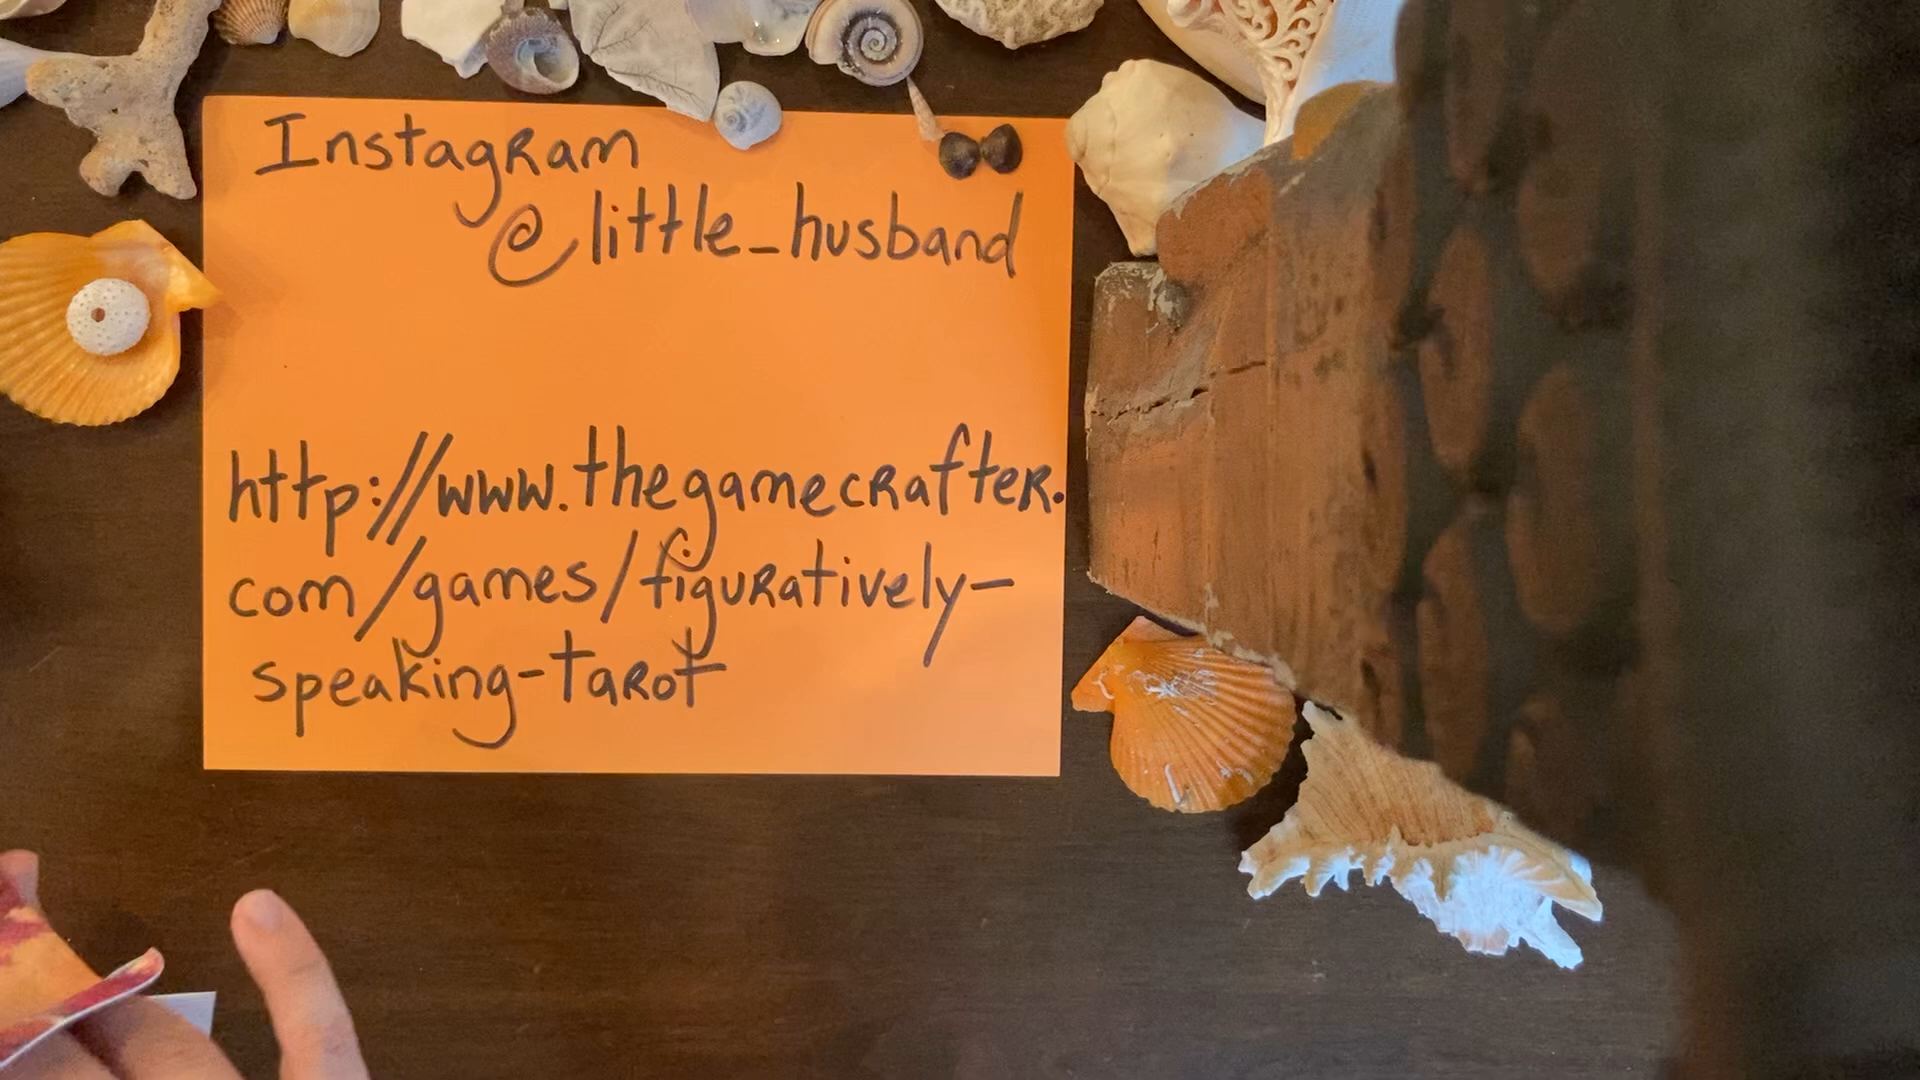 Instagram
@little_husband
http://www.thegamecrafter.
com/games/figuratively-
speaking-tarot